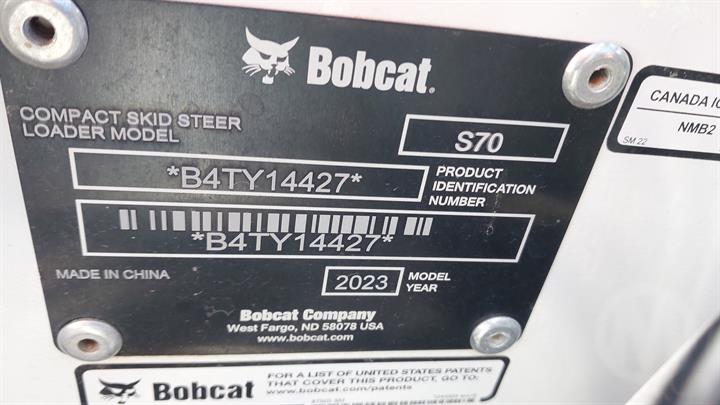 Bobcat.
COMPACT SKID STEER
LOADER MODEL
S70
*B4TY14427*
PRODUCT
IDENTIFICATION
NUMBER
*B4TY14427*
MADE IN CHINA
2023
MODEL
YEAR
Bobcat Company
West Fargo, ND 58078 USA
www.bobcat.com
CANADA
NMB2
SM 22
Bobcat
FOR A LIST OF UNITED STATES PATENTS
THAT COVER THIS PRODUCT, GO TO:
www.bobcat.com/patents